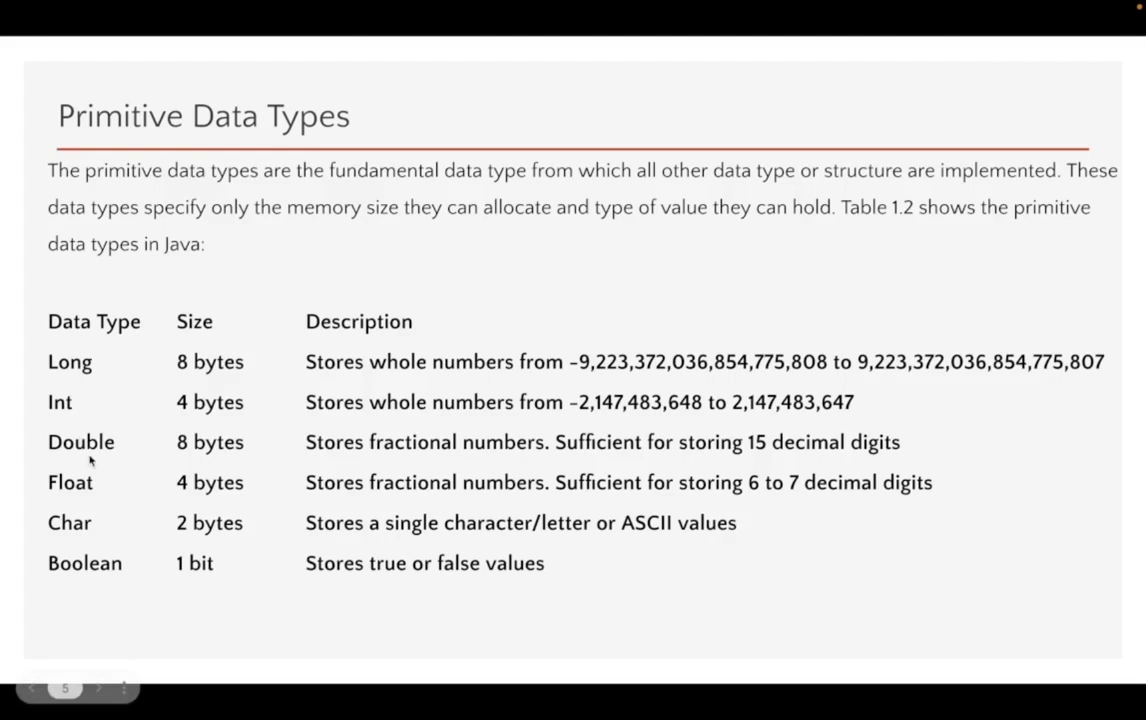 Primitive Data Types
The primitive data types are the fundamental data type from which all other data type or structure are implemented. These
data types specify only the memory size they can allocate and type of value they can hold. Table 1.2 shows the primitive
data types in Java:
Data Type Size Description
Long 8 bytes Stores whole numbers from -9,223,372,036,854,775,808 to 9,223,372,036,854,775,807
Int 4 bytes Stores whole numbers from -2,147,483,648 to 2,147,483,647
Double 8 bytes Stores fractional numbers. Sufficient for storing 15 decimal digits
Float 4 bytes Stores fractional numbers. Sufficient for storing 6 to 7 decimal digits
Char 2 bytes Stores a single character/letter or ASCII values
Boolean 1 bit Stores true or false values
5